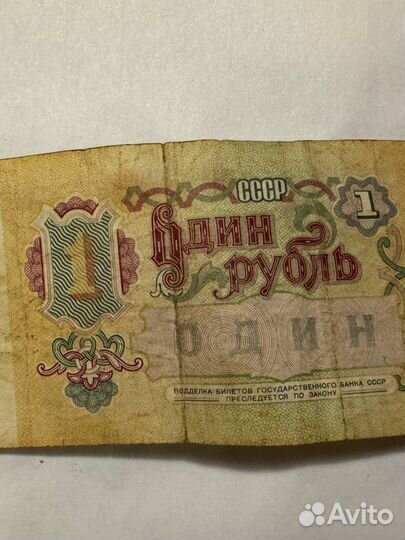 СССР
1
1
Один
рубль
ОДИН
ПОДДЕЛКА БИЛЕТОВ ГОСУДАРСТВЕННОГО БАНКА СССР
ПРЕСЛЕДУЕТСЯ ПО ЗАКОНУ
Avito